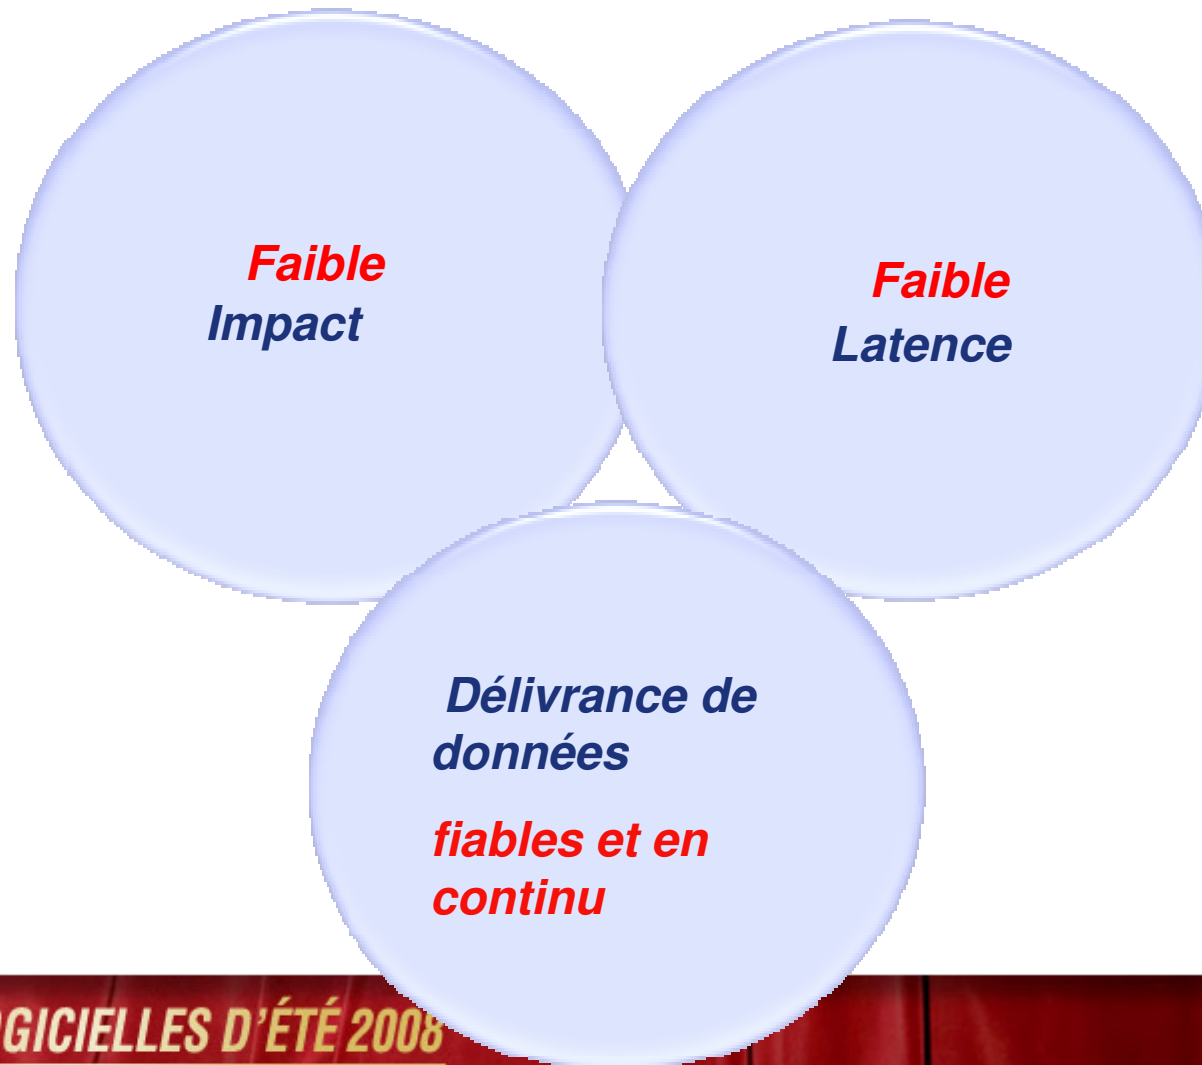 Faible
Impact
Faible
Latence
Délivrance de
données
fiables et en
continu
GICIELLES D'ÉTÉ 2008